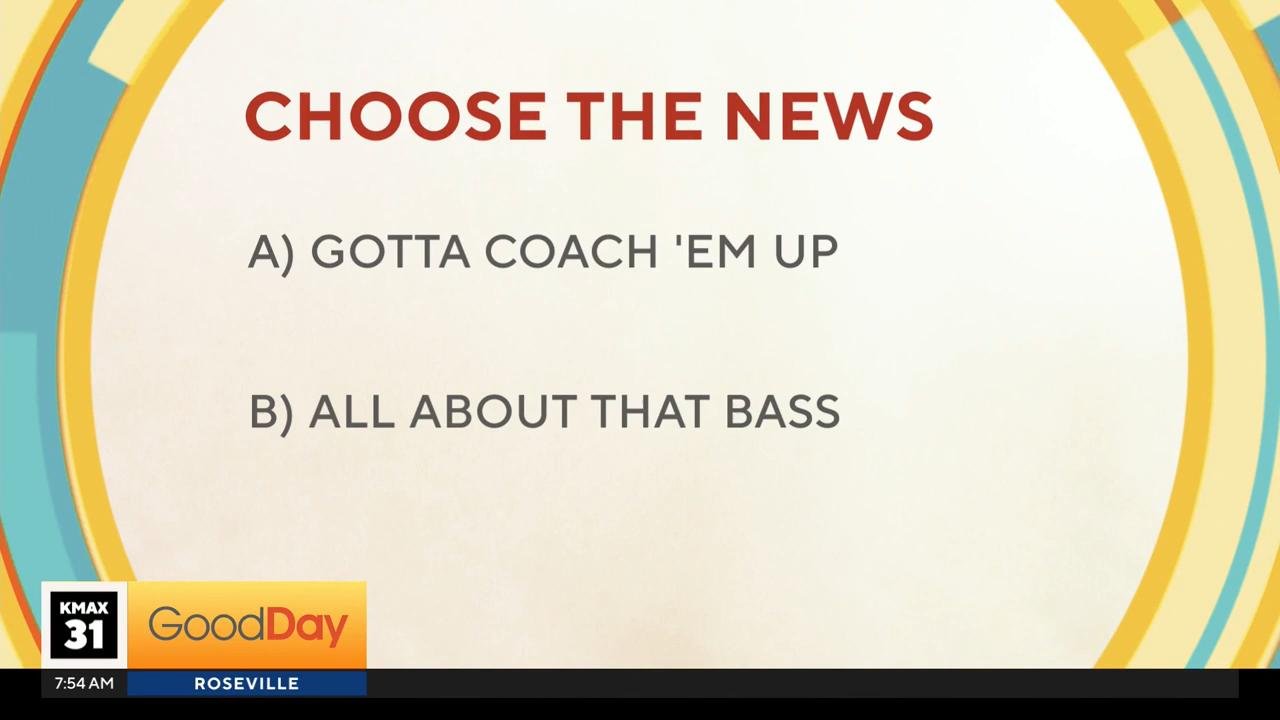 CHOOSE THE NEWS
A) GOTTA COACH 'EM UP
B) ALL ABOUT THAT BASS
KMAX
31
GoodDay
7:54 AM
ROSEVILLE